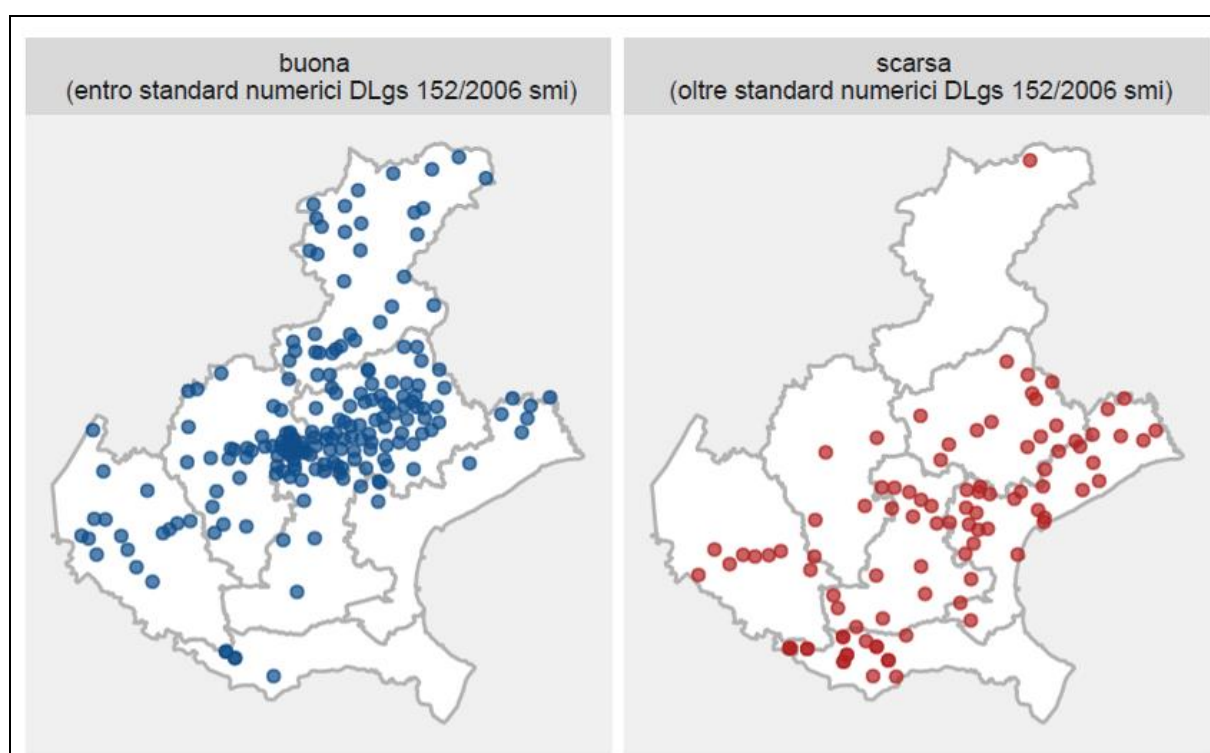 buona
(entro standard numerici DLgs 152/2006 smi)
scarsa
(oltre standard numerici DLgs 152/2006 smi)